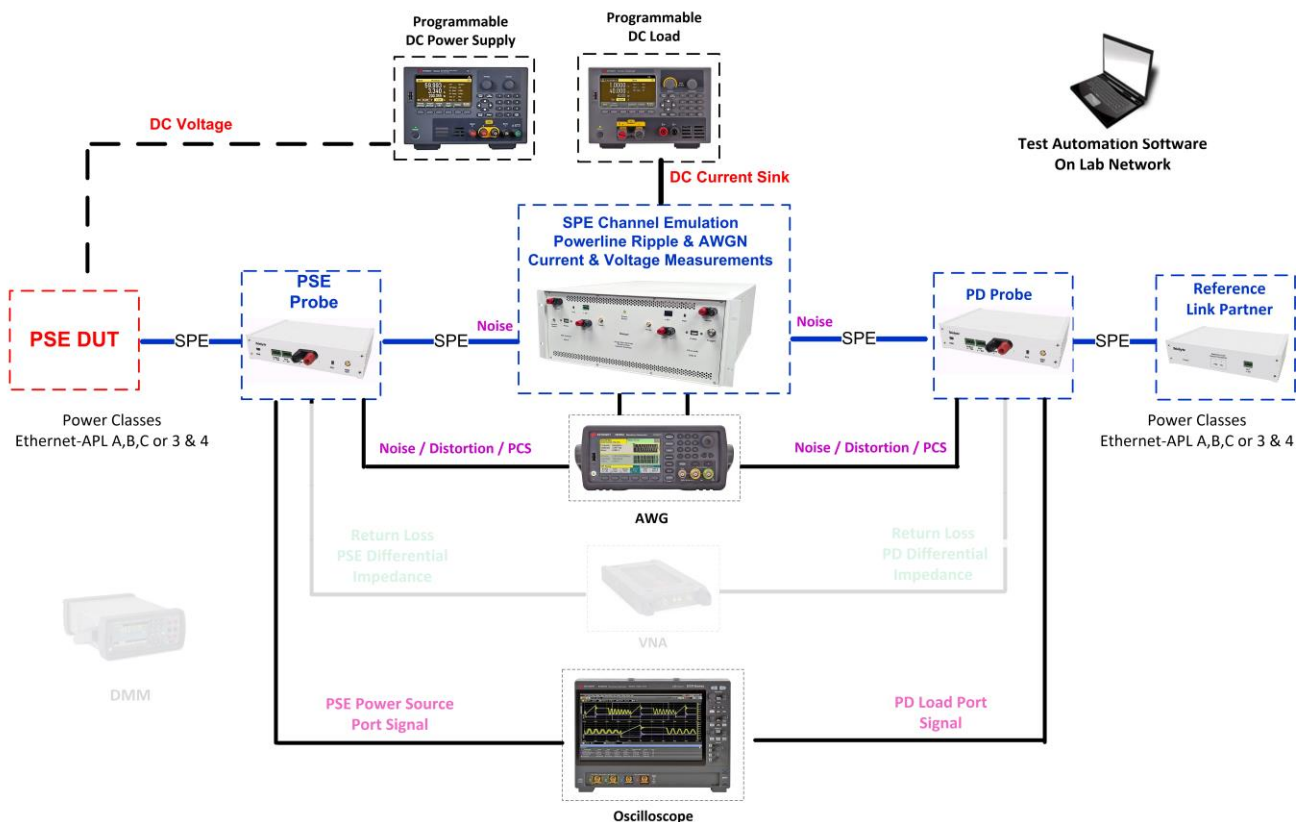 Programmable
DC Power Supply
Programmable
DC Load
DC Voltage
Test Automation Software
On Lab Network
DC Current Sink
SPE Channel Emulation
Powerline Ripple & AWGN
Current & Voltage Measurements
PSE
Probe
PD Probe
Reference
Link Partner
PSE DUT
SPE
SPE
Noise
Noise
SPE
SPE
Power Classes
Ethernet-APL A,B,C or 3 & 4
Power Classes
Ethernet-APL A,B,C or 3 & 4
Noise / Distortion / PCS
Noise / Distortion / PCS
AWG
Return Loss
PSE Differential
Impedance
Return Loss
PD Differential
Impedance
VNA
DMM
PSE Power Source
Port Signal
PD Load Port
Signal
Oscilloscope